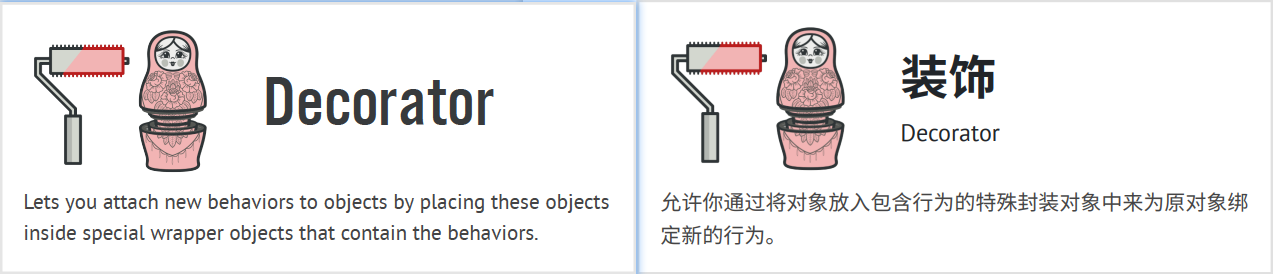 Decorator
Lets you attach new behaviors to objects by placing these objects
inside special wrapper objects that contain the behaviors.
装饰
Decorator
允许你通过将对象放入包含行为的特殊封装对象中来为原对象绑
定新的行为。